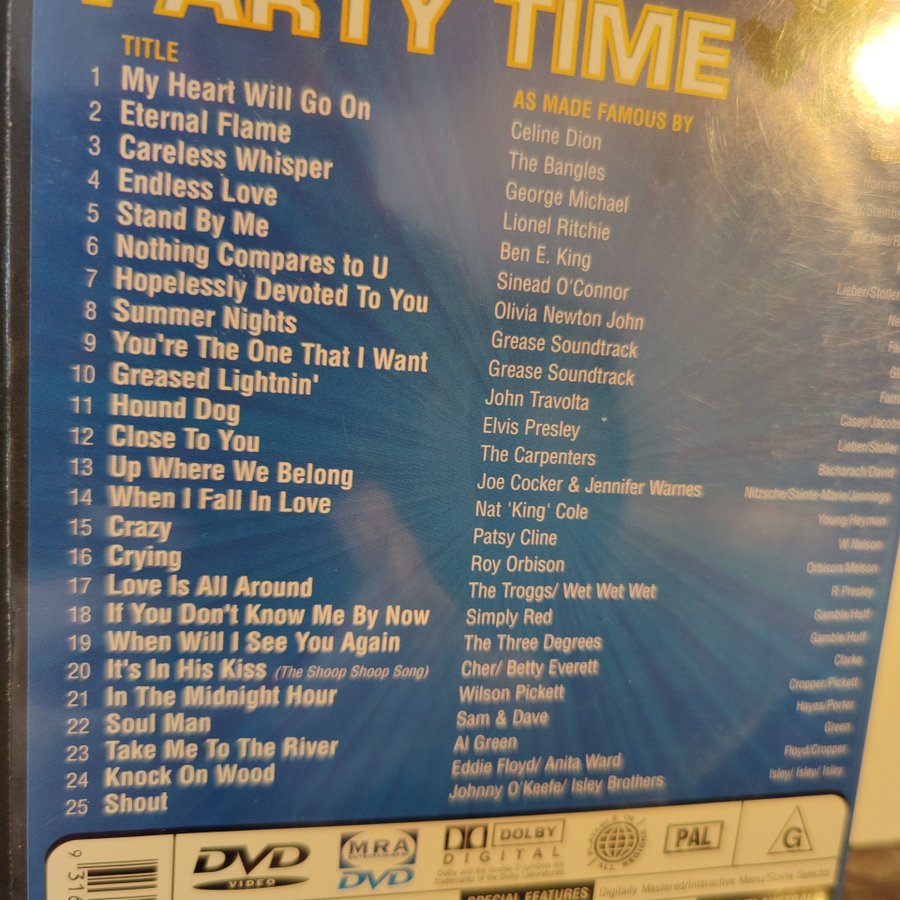 PARTY TIME
TITLE AS MADE FAMOUS BY
1 My Heart Will Go On Celine Dion
2 Eternal Flame The Bangles
3 Careless Whisper George Michael
4 Endless Love Lionel Ritchie
5 Stand By Me Ben E. King Lieber/Stoller
6 Nothing Compares to U Sinead O'Connor
7 Hopelessly Devoted To You Olivia Newton John
8 Summer Nights Grease Soundtrack
9 You're The One That I Want Grease Soundtrack
10 Greased Lightnin' John Travolta Casey/Jacobs
11 Hound Dog Elvis Presley Lieber/Stoller
12 Close To You The Carpenters Bacharach/David
13 Up Where We Belong Joe Cocker & Jennifer Warnes Nitzsche/Sainte-Marie/Jennings
14 When I Fall In Love Nat 'King' Cole Young/Heyman
15 Crazy Patsy Cline W Nelson
16 Crying Roy Orbison Orbison/Melson
17 Love Is All Around The Troggs/ Wet Wet Wet R Presley
18 If You Don't Know Me By Now Simply Red Gamble/Huff
19 When Will I See You Again The Three Degrees Gamble/Huff
20 It's In His Kiss (The Shoop Shoop Song) Cher/ Betty Everett Clarke
21 In The Midnight Hour Wilson Pickett Cropper/Pickett
22 Soul Man Sam & Dave Hayes/Porter
23 Take Me To The River Al Green Green
24 Knock On Wood Eddie Floyd/ Anita Ward Floyd/Cropper
25 Shout Johnny O'Keefe/ Isley Brothers Isley/ Isley/ Isley
DVD VIDEO
MRA
DVD
DOLBY
DIGITAL
Dolby and the double D symbols are
trademarks of the Dolby Laboratories
PAL
G
SPECIAL FEATURES Digitally Mastered/Interactive Menu/Scene Selector